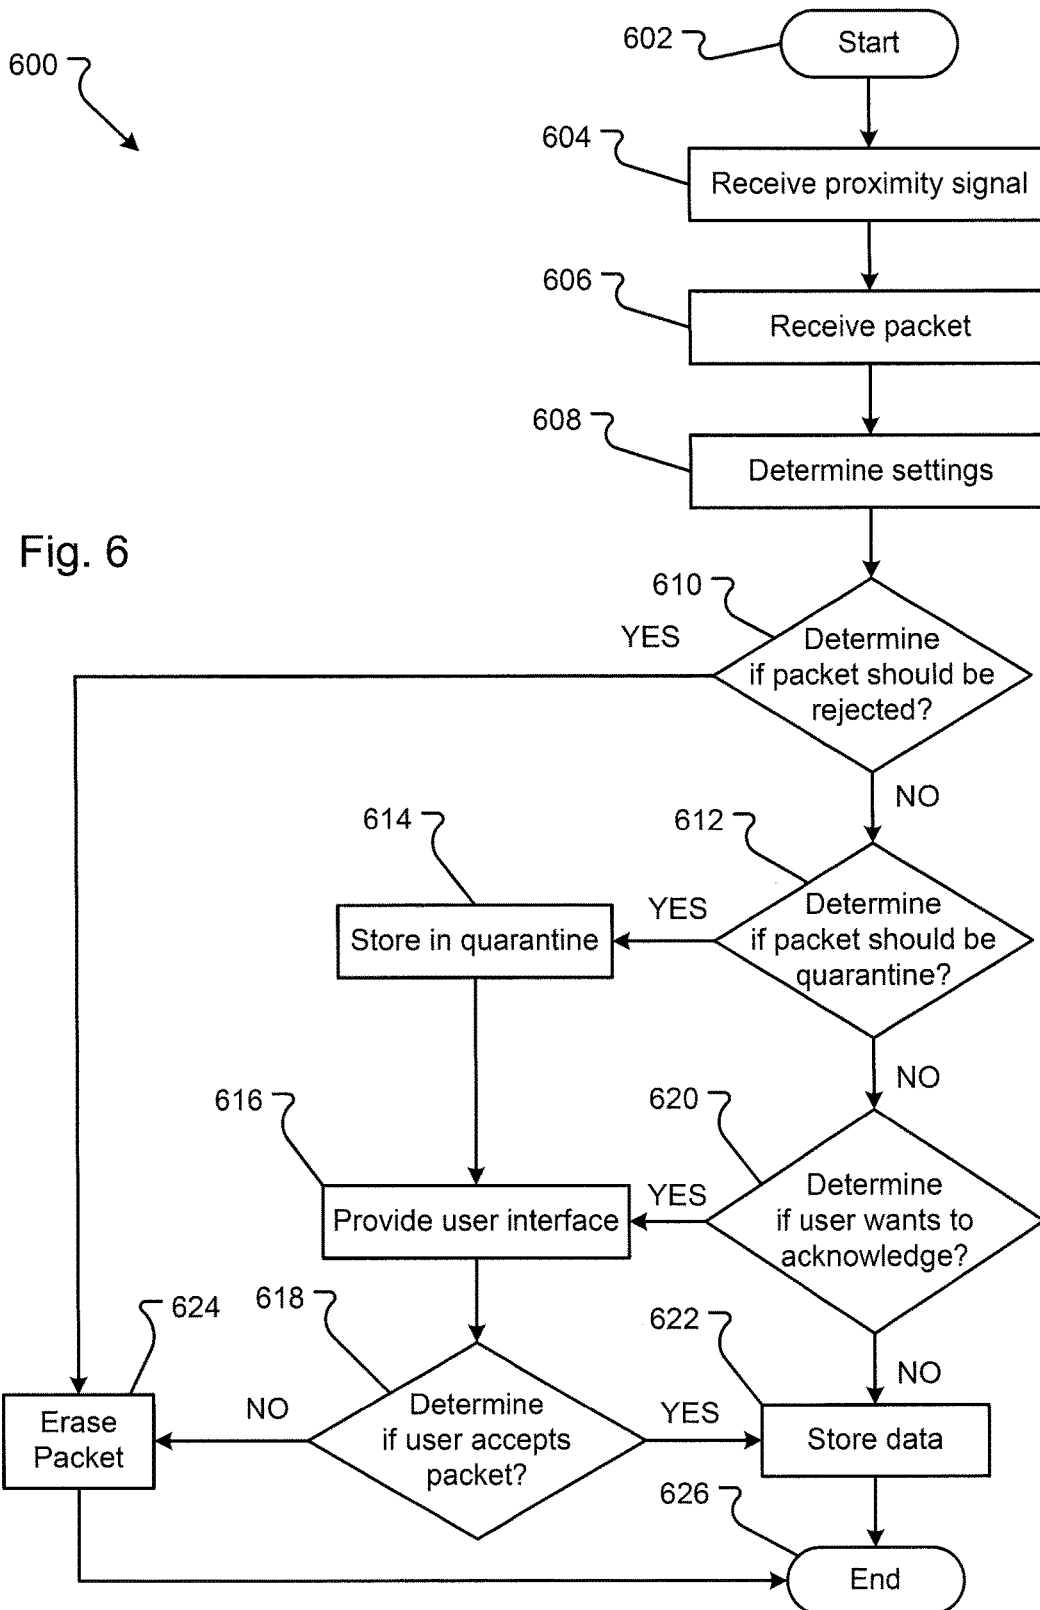 602
Start
600
604
Receive proximity signal
606
Receive packet
608
Determine settings
Fig. 6
610
YES
Determine
if packet should be
rejected?
NO
614
612
YES
Determine
if packet should be
quarantine?
Store in quarantine
NO
616
620
YES
Determine
if user wants to
acknowledge?
Provide user interface
624
618
622
NO
Erase
Packet
NO
Determine
if user accepts
packet?
YES
Store data
626
End